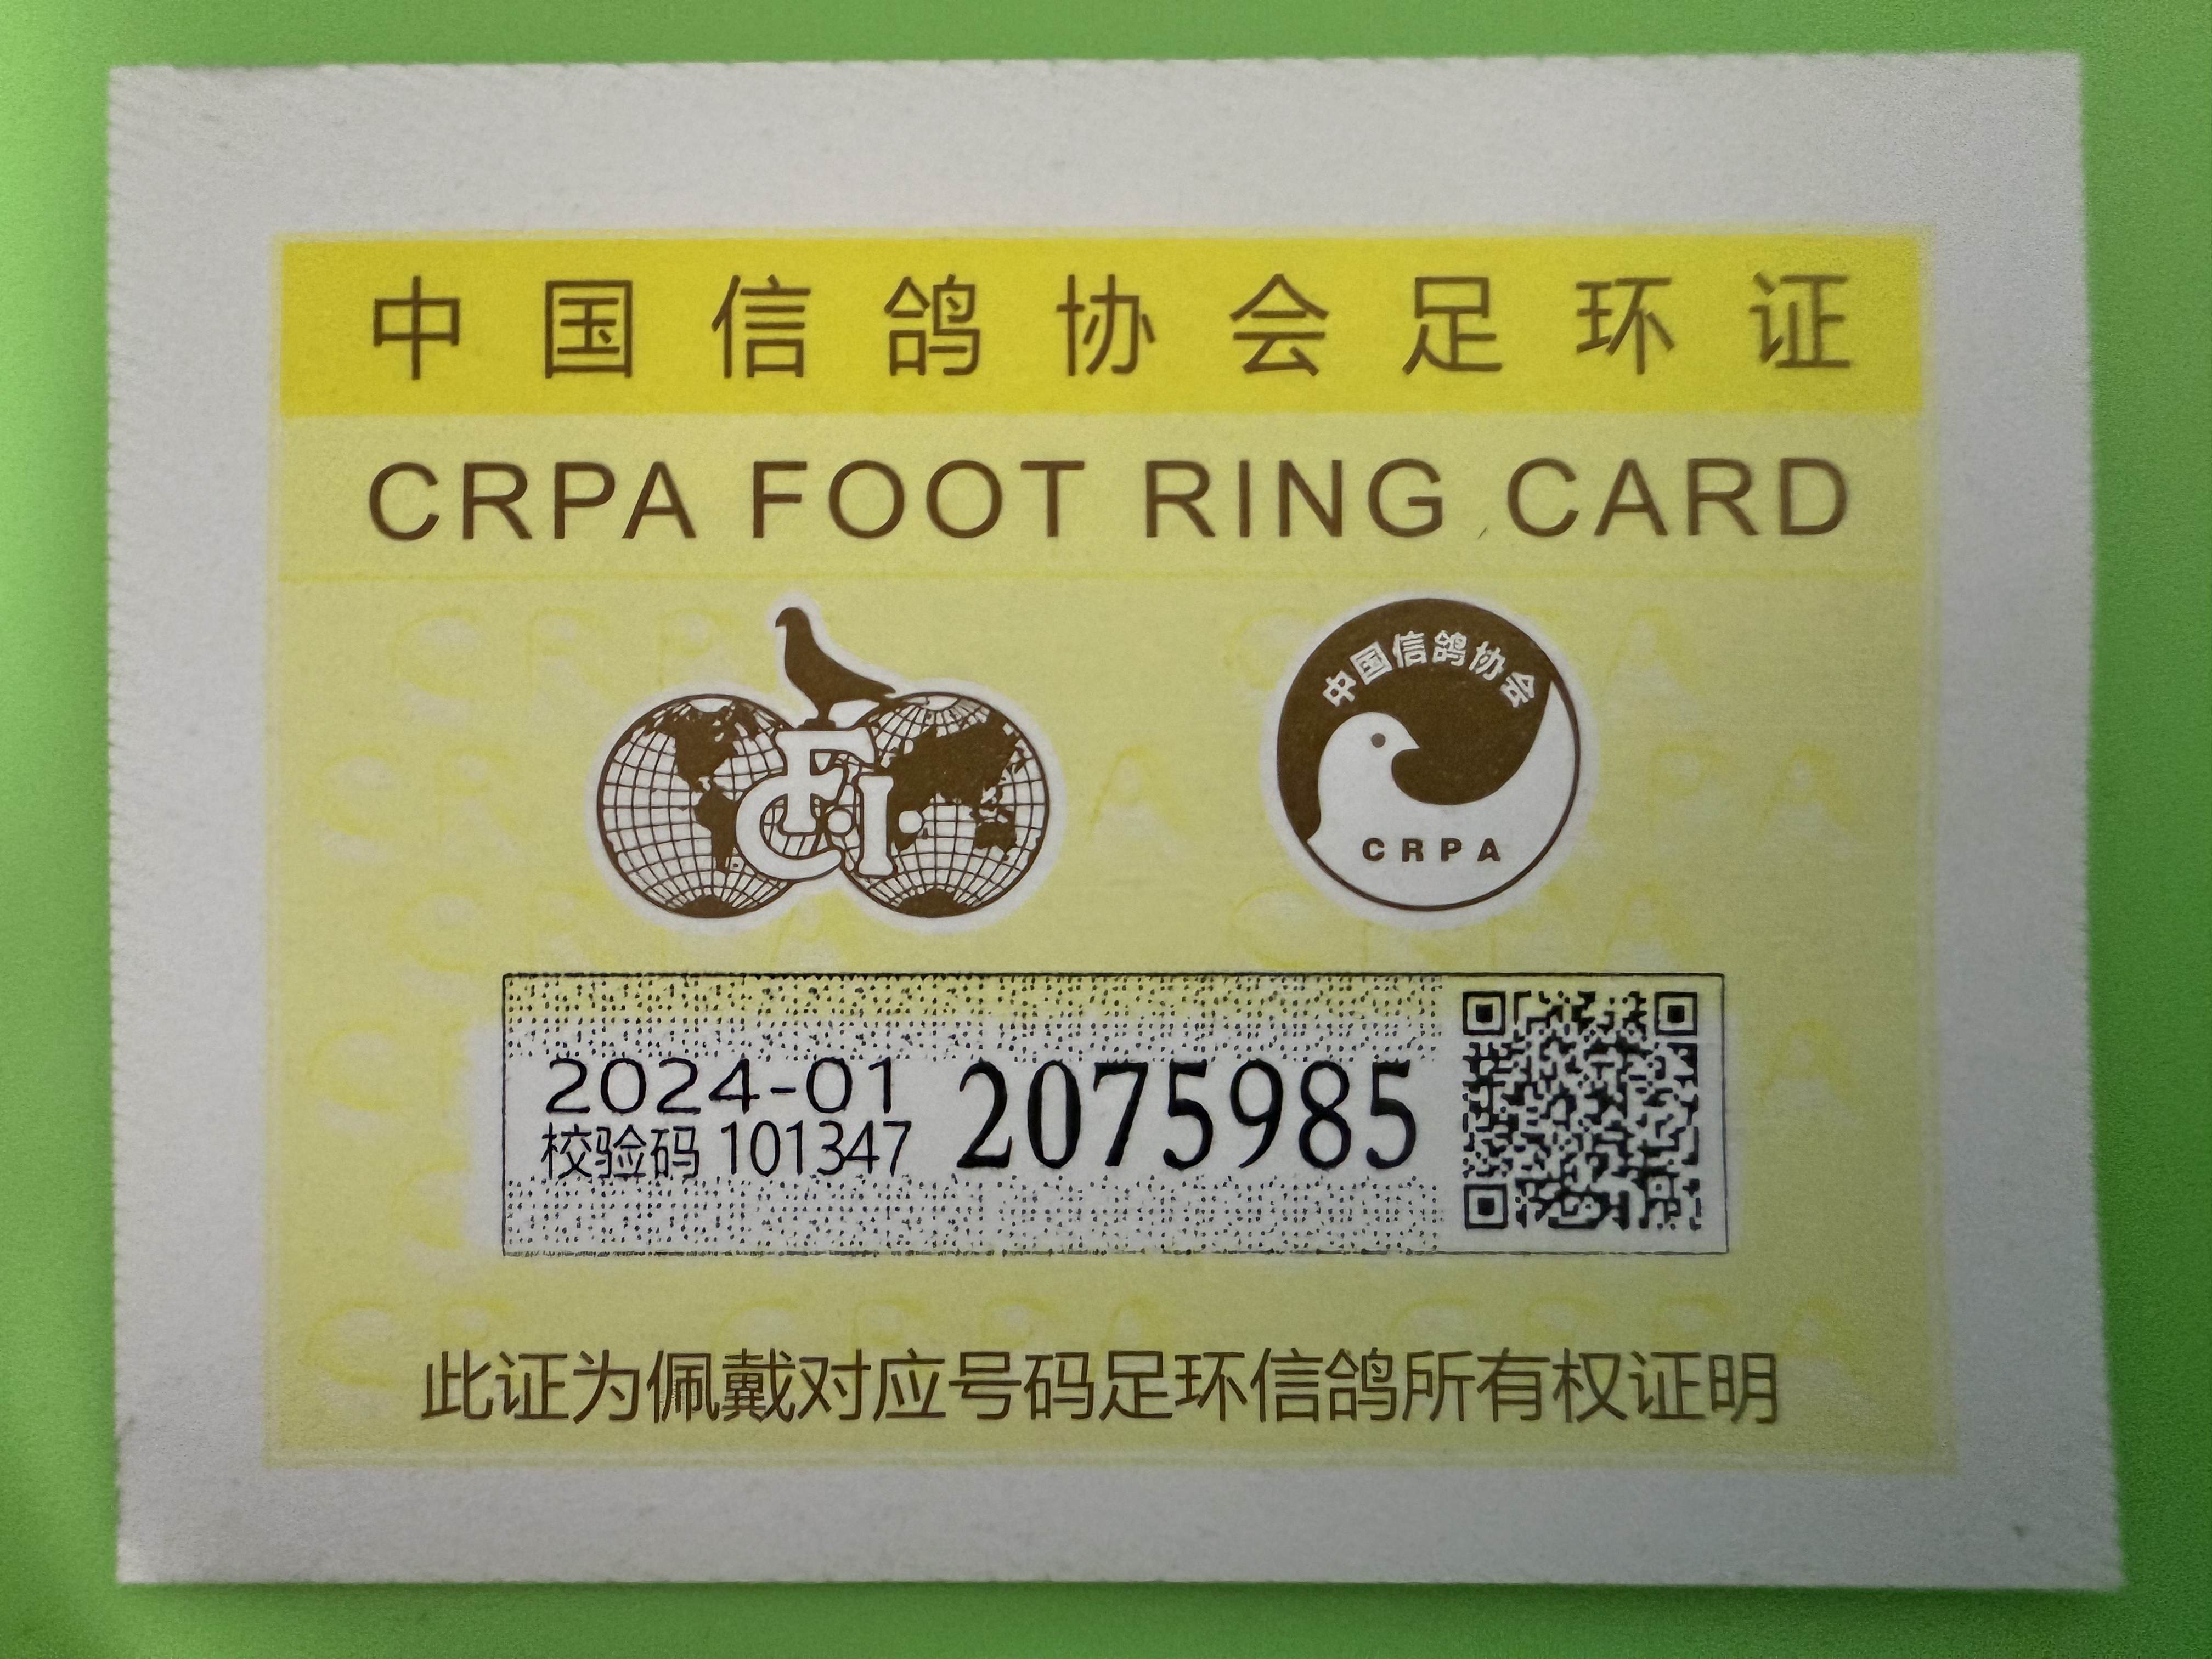 中国信鸽协会足环证
CRPA FOOT RING CARD
F.C.I.
中国信鸽协会
CRPA
2024-01
校验码 101347
2075985
此证为佩戴对应号码足环信鸽所有权证明